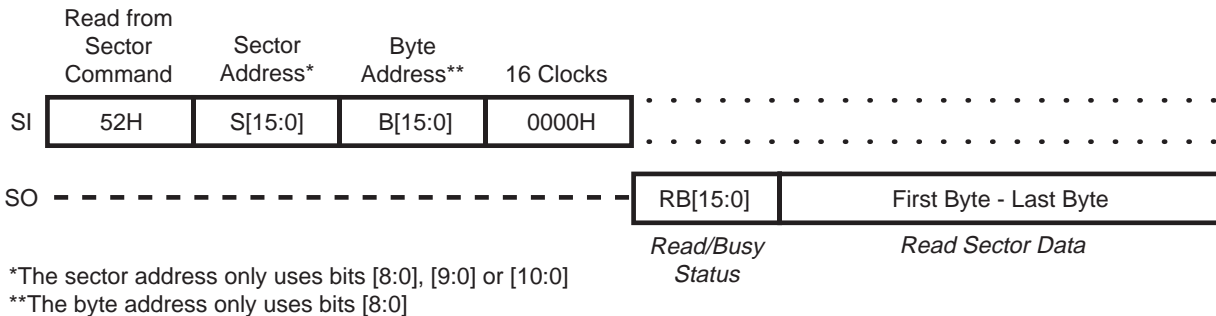 Read from
Sector
Command
Sector
Address*
Byte
Address**
16 Clocks
SI
52H
S[15:0]
B[15:0]
0000H
SO
RB[15:0]
First Byte - Last Byte
Read/Busy
Status
Read Sector Data
*The sector address only uses bits [8:0], [9:0] or [10:0]
**The byte address only uses bits [8:0]